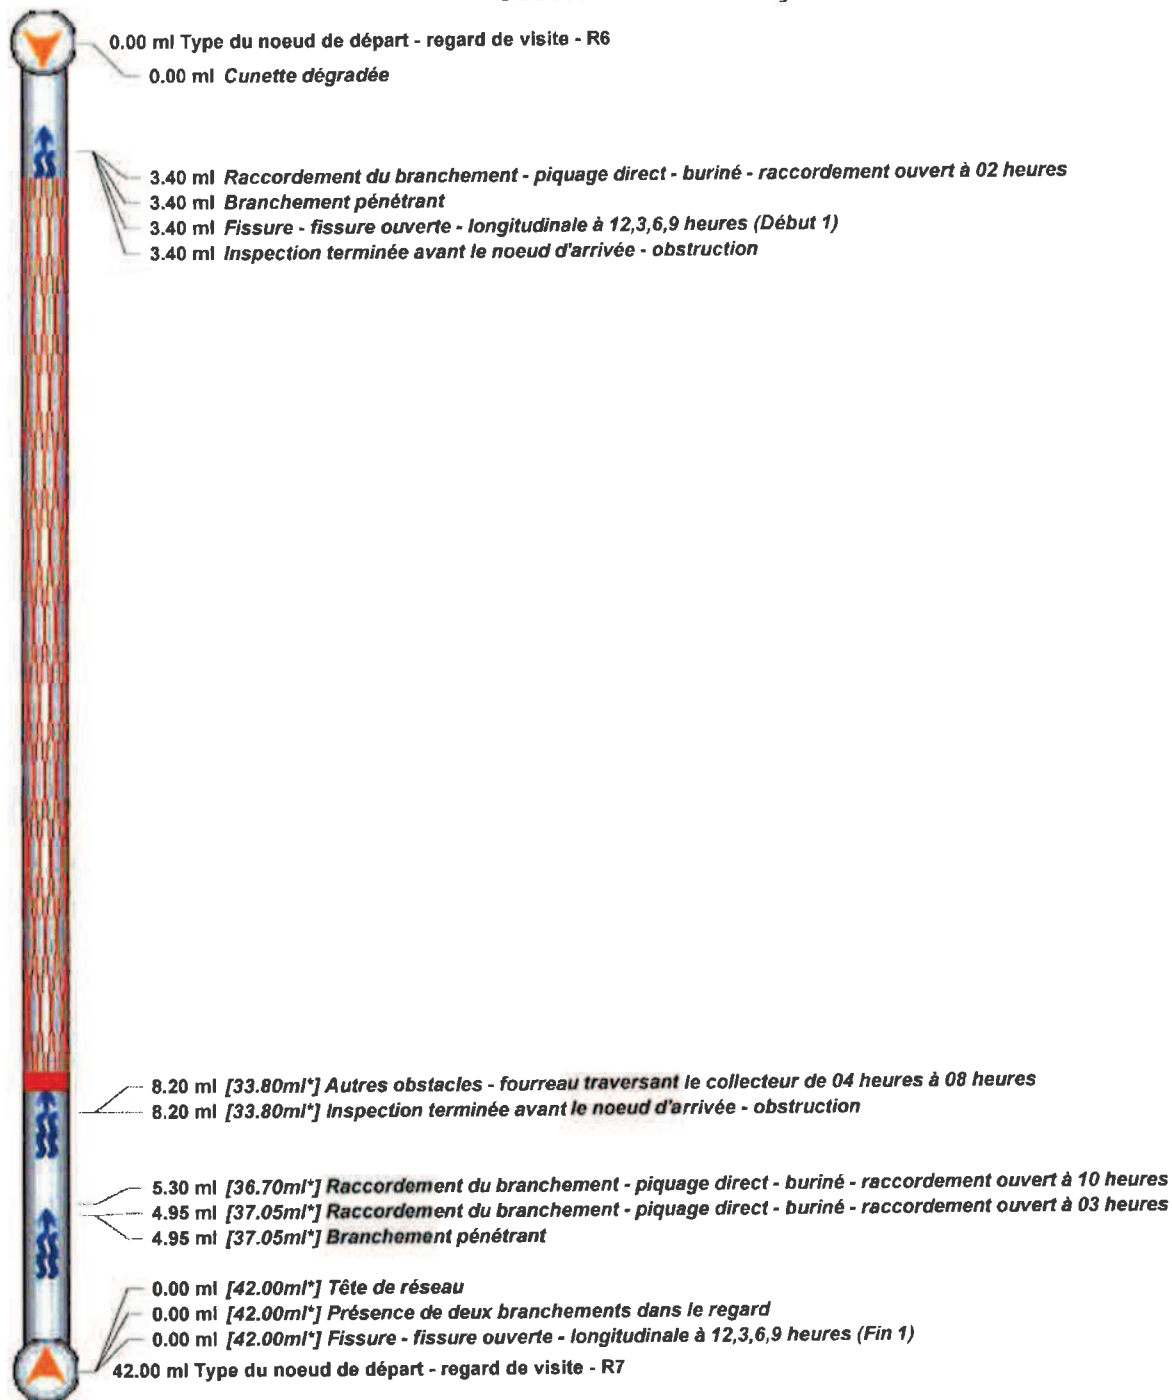 0.00 ml Type du noeud de départ - regard de visite - R6
0.00 ml Cunette dégradée
3.40 ml Raccordement du branchement - piquage direct - buriné - raccordement ouvert à 02 heures
3.40 ml Branchement pénétrant
3.40 ml Fissure - fissure ouverte - longitudinale à 12,3,6,9 heures (Début 1)
3.40 ml Inspection terminée avant le noeud d'arrivée - obstruction
8.20 ml [33.80ml*] Autres obstacles - fourreau traversant le collecteur de 04 heures à 08 heures
8.20 ml [33.80ml*] Inspection terminée avant le noeud d'arrivée - obstruction
5.30 ml [36.70ml*] Raccordement du branchement - piquage direct - buriné - raccordement ouvert à 10 heures
4.95 ml [37.05ml*] Raccordement du branchement - piquage direct - buriné - raccordement ouvert à 03 heures
4.95 ml [37.05ml*] Branchement pénétrant
0.00 ml [42.00ml*] Tête de réseau
0.00 ml [42.00ml*] Présence de deux branchements dans le regard
0.00 ml [42.00ml*] Fissure - fissure ouverte - longitudinale à 12,3,6,9 heures (Fin 1)
42.00 ml Type du noeud de départ - regard de visite - R7